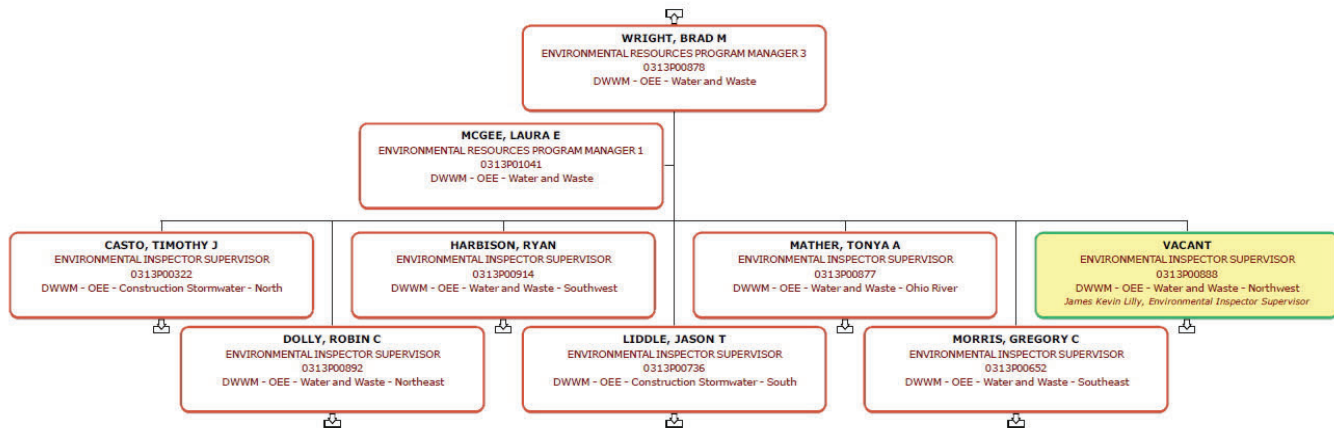 WRIGHT, BRAD M
ENVIRONMENTAL RESOURCES PROGRAM MANAGER 3
0313P00878
DWWM - OEE - Water and Waste
MCGEE, LAURA E
ENVIRONMENTAL RESOURCES PROGRAM MANAGER 1
0313P01041
DWWM - OEE - Water and Waste
CASTO, TIMOTHY J
ENVIRONMENTAL INSPECTOR SUPERVISOR
0313P00322
DWWM - OEE - Construction Stormwater - North
HARBISON, RYAN
ENVIRONMENTAL INSPECTOR SUPERVISOR
0313P00914
DWWM - OEE - Water and Waste - Southwest
MATHER, TONYA A
ENVIRONMENTAL INSPECTOR SUPERVISOR
0313P00877
DWWM - OEE - Water and Waste - Ohio River
VACANT
ENVIRONMENTAL INSPECTOR SUPERVISOR
0313P00888
DWWM - OEE - Water and Waste - Northwest
James Kevin Lilly, Environmental Inspector Supervisor
DOLLY, ROBIN C
ENVIRONMENTAL INSPECTOR SUPERVISOR
0313P00892
DWWM - OEE - Water and Waste - Northeast
LIDDLE, JASON T
ENVIRONMENTAL INSPECTOR SUPERVISOR
0313P00736
DWWM - OEE - Construction Stormwater - South
MORRIS, GREGORY C
ENVIRONMENTAL INSPECTOR SUPERVISOR
0313P00652
DWWM - OEE - Water and Waste - Southeast